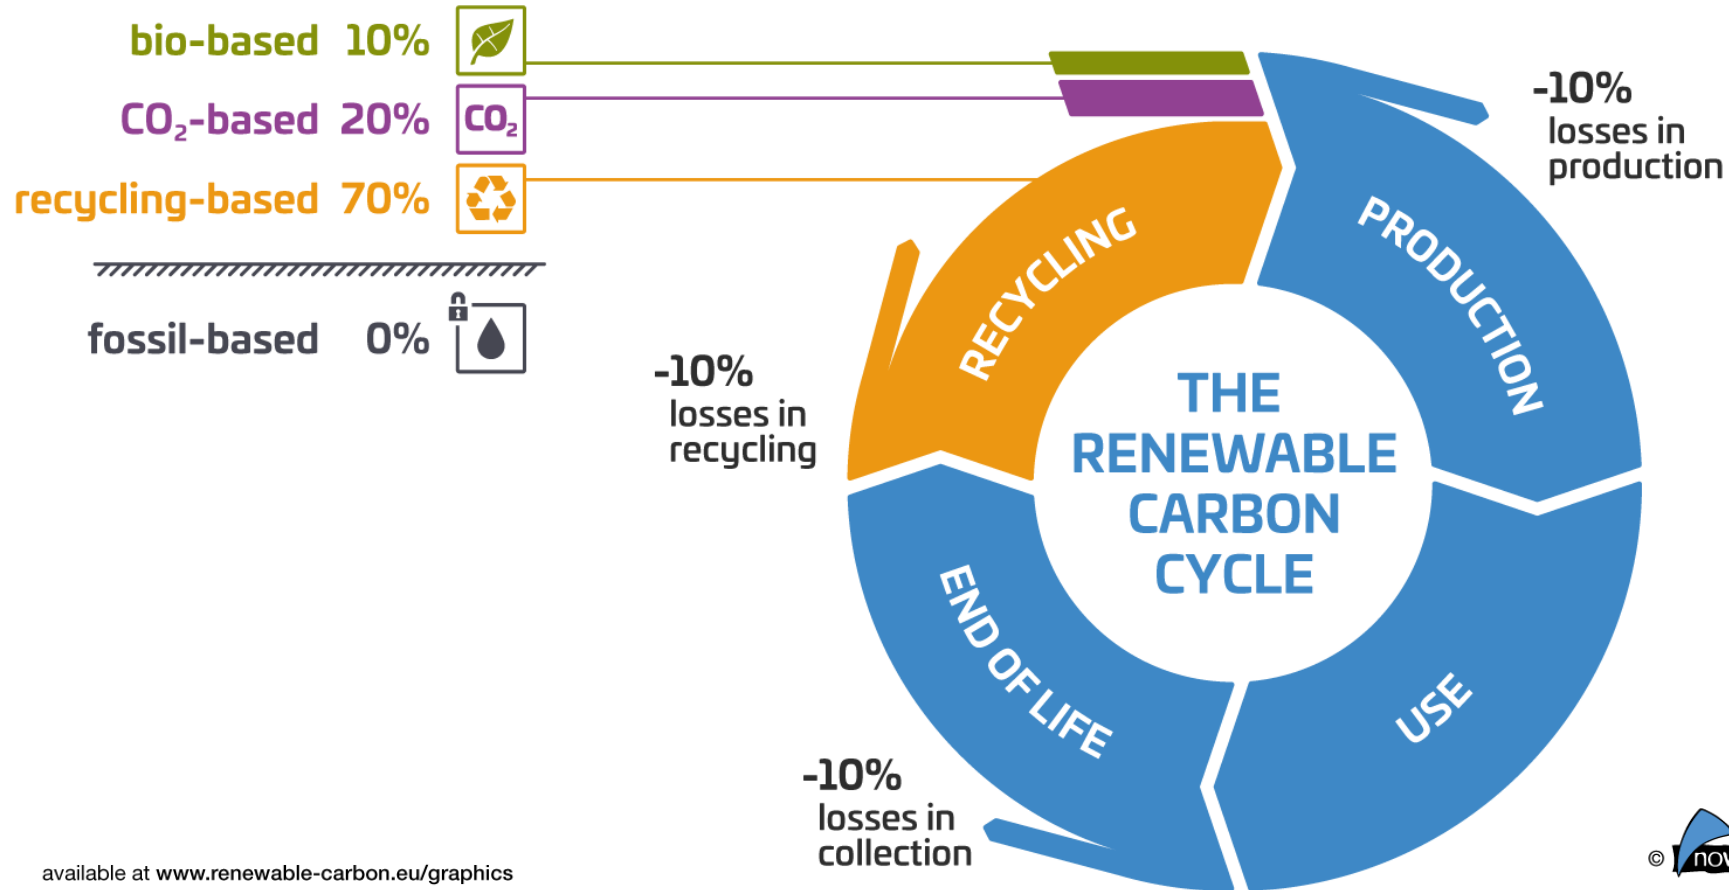 bio-based 10%
CO₂-based 20% CO₂
recycling-based 70%
fossil-based 0%
-10%
losses in
production
-10%
losses in
recycling
-10%
losses in
collection
RECYCLING
PRODUCTION
USE
END OF LIFE
THE
RENEWABLE
CARBON
CYCLE
available at www.renewable-carbon.eu/graphics
©